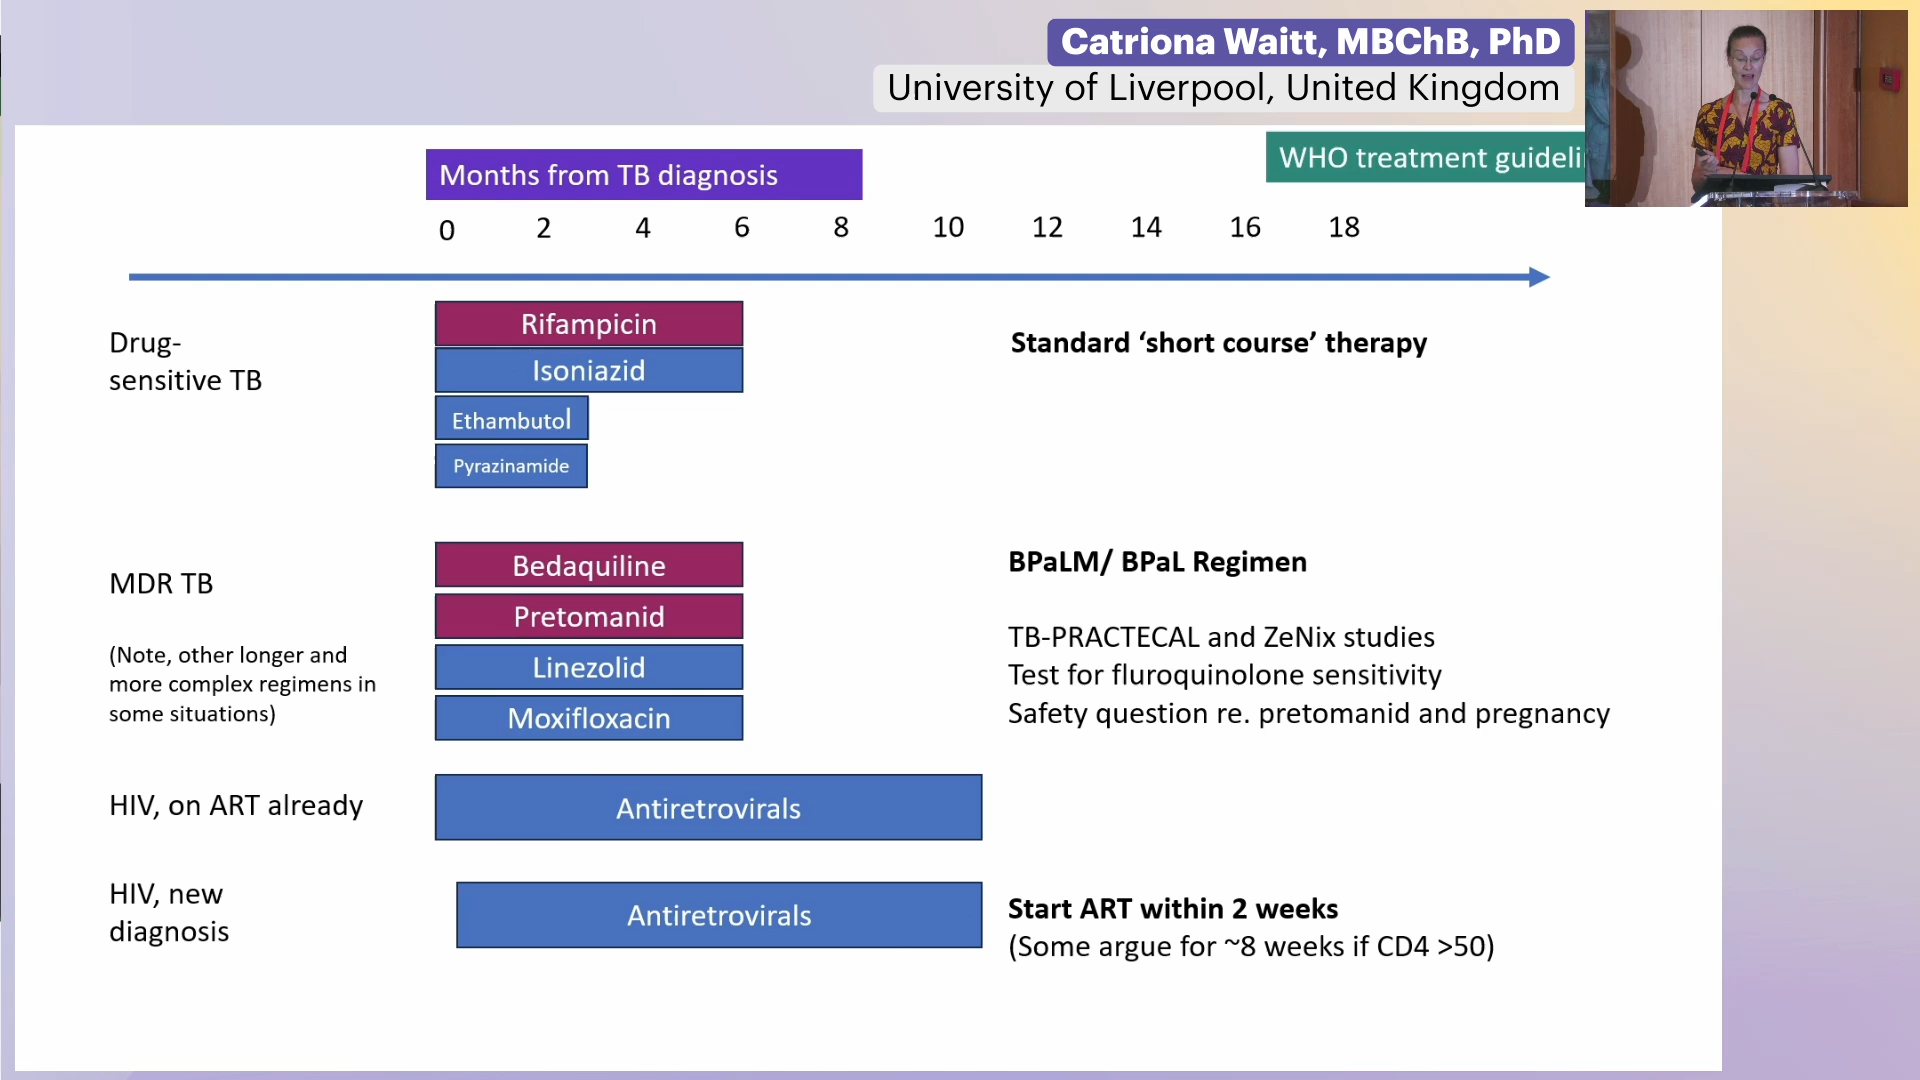 Catriona Waitt, MBChB, PhD
University of Liverpool, United Kingdom
Months from TB diagnosis
WHO treatment
0 2 4 6 8 10 12 14 16 18
Drug-
sensitive TB
Rifampicin
Isoniazid
Ethambutol
Pyrazinamide
Standard ‘short course’ therapy
MDR TB
(Note, other longer and
more complex regimens in
some situations)
Bedaquiline
Pretomanid
Linezolid
Moxifloxacin
BPaLM/ BPaL Regimen
TB-PRACTECAL and ZeNix studies
Test for fluroquinolone sensitivity
Safety question re. pretomanid and pregnancy
HIV, on ART already
Antiretrovirals
HIV, new
diagnosis
Antiretrovirals
Start ART within 2 weeks
(Some argue for ~8 weeks if CD4 >50)